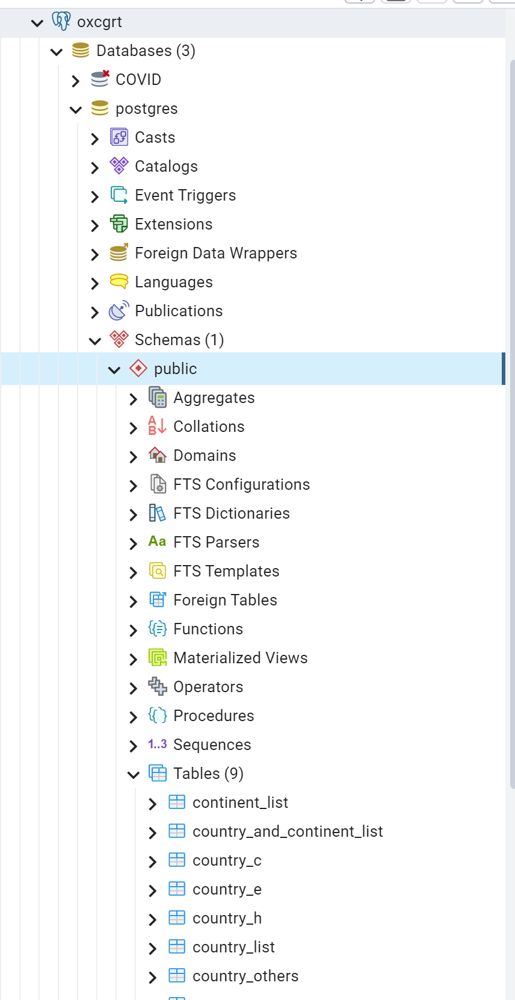 oxcgrt
Databases (3)
COVID
postgres
Casts
Catalogs
Event Triggers
Extensions
Foreign Data Wrappers
Languages
Publications
Schemas (1)
public
Aggregates
A
B
Collations
Domains
FTS Configurations
FTS Dictionaries
Aa FTS Parsers
FTS Templates
Foreign Tables
Functions
Materialized Views
Operators
Procedures
1..3 Sequences
Tables (9)
continent_list
country_and_continent_list
country_c
country_e
country_h
country_list
country_others